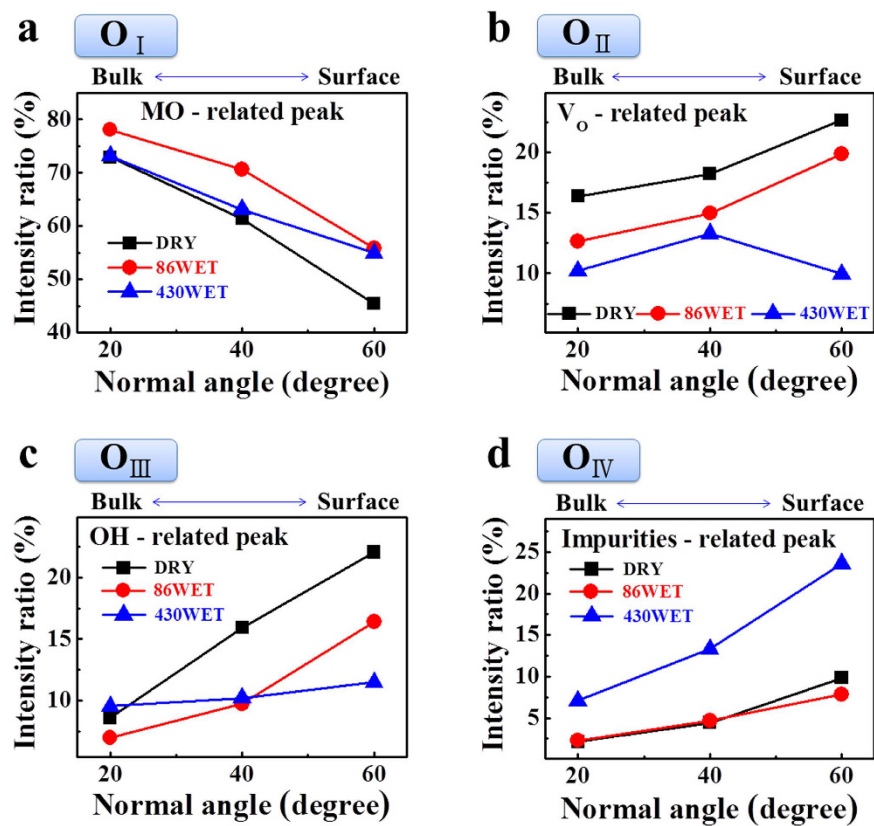 a
O I
Bulk Surface
MO - related peak
Intensity ratio (%)
80
70
60
50
40
DRY
86WET
430WET
20 40 60
Normal angle (degree)
b
O II
Bulk Surface
VO - related peak
Intensity ratio (%)
20
15
10
DRY 86WET 430WET
20 40 60
Normal angle (degree)
c
O III
Bulk Surface
OH - related peak
Intensity ratio (%)
20
15
10
DRY
86WET
430WET
20 40 60
Normal angle (degree)
d
O IV
Bulk Surface
Impurities - related peak
Intensity ratio (%)
25
20
15
10
5
DRY
86WET
430WET
20 40 60
Normal angle (degree)